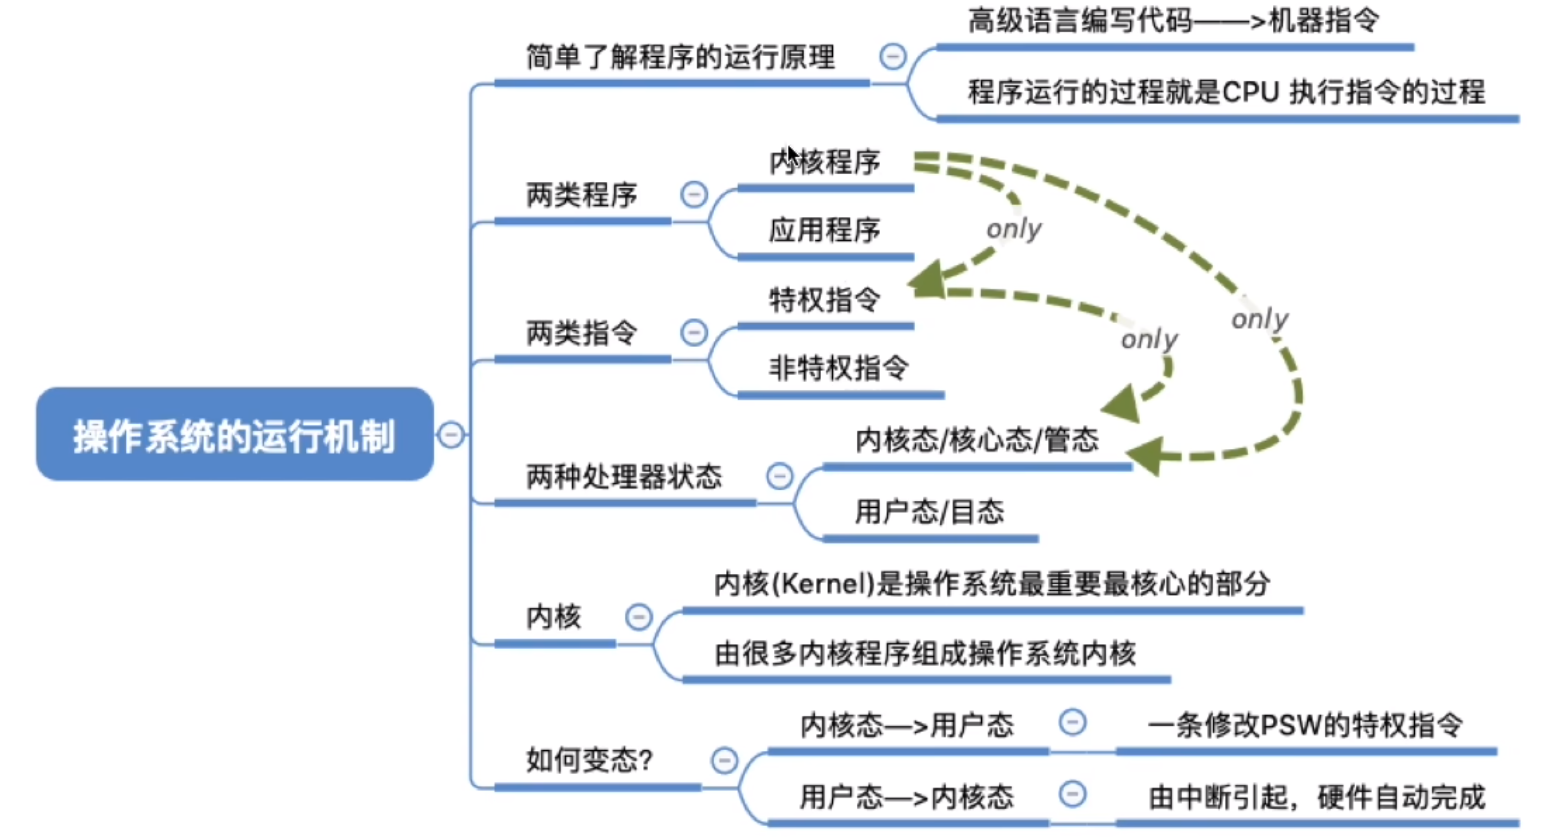 操作系统的运行机制
简单了解程序的运行原理
高级语言编写代码——>机器指令
程序运行的过程就是CPU 执行指令的过程
两类程序
内核程序
应用程序
only
两类指令
特权指令
非特权指令
only
only
两种处理器状态
内核态/核心态/管态
用户态/目态
内核
内核(Kernel)是操作系统最重要最核心的部分
由很多内核程序组成操作系统内核
如何变态?
内核态—>用户态
一条修改PSW的特权指令
用户态—>内核态
由中断引起，硬件自动完成